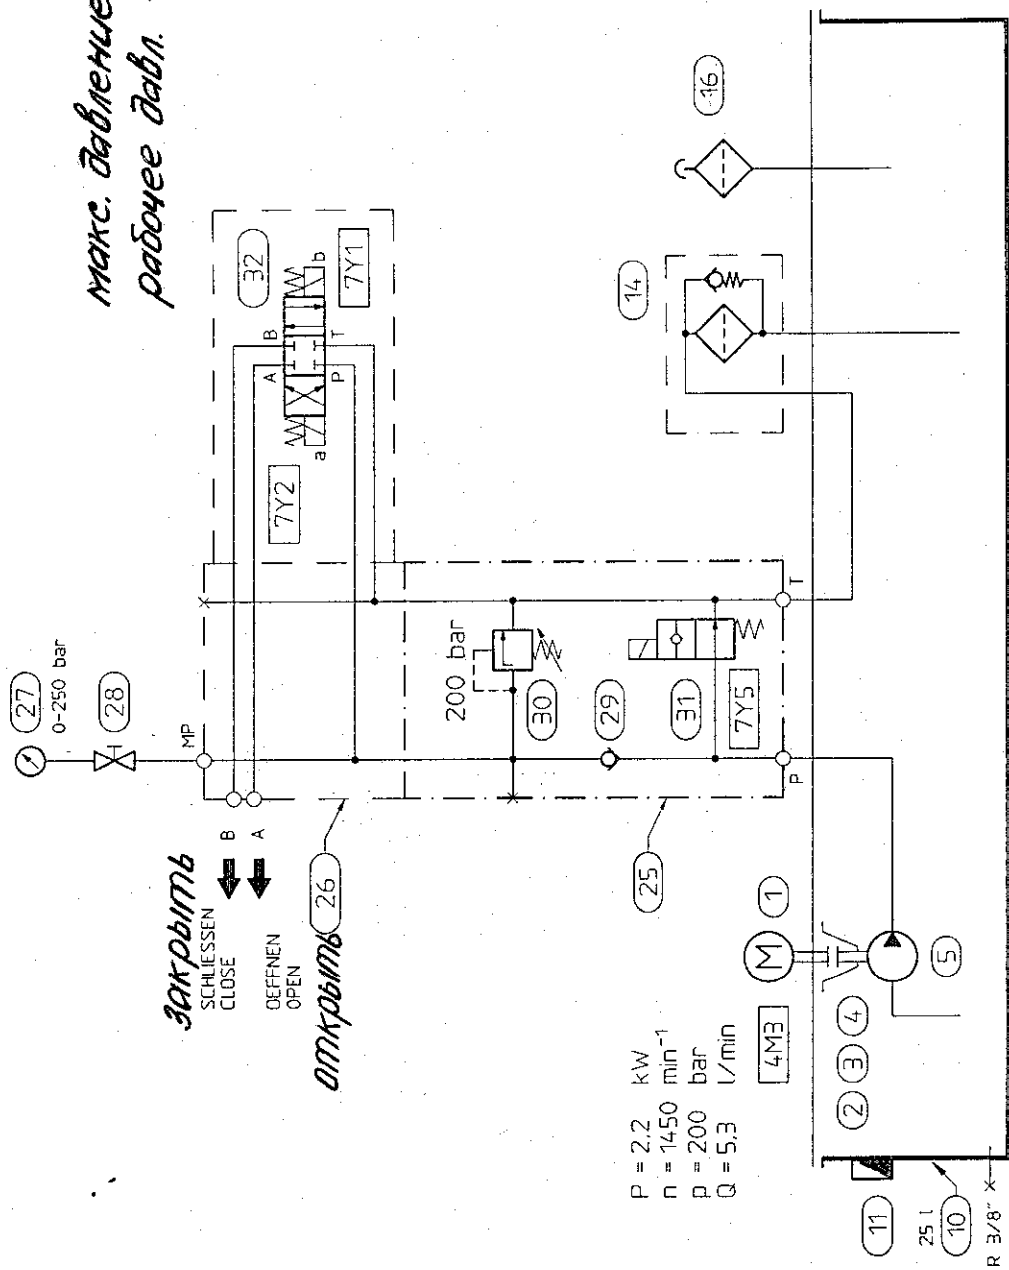 макс. давление
рабочее давл.
16
32
B
b
7Y1
A
T
P
a
7Y2
14
27
0-250 bar
28
MP
200 bar
30
29
31
7Y5
T
P
закрыть
SCHLIESSEN
CLOSE
B
A
OEFFNEN
OPEN
открыть
26
25
1
M
5
4M3
P = 2,2 kW
n = 1450 min⁻¹
p = 200 bar
Q = 5,3 l/min
2 3 4
11
25 l
10
R 3/8"